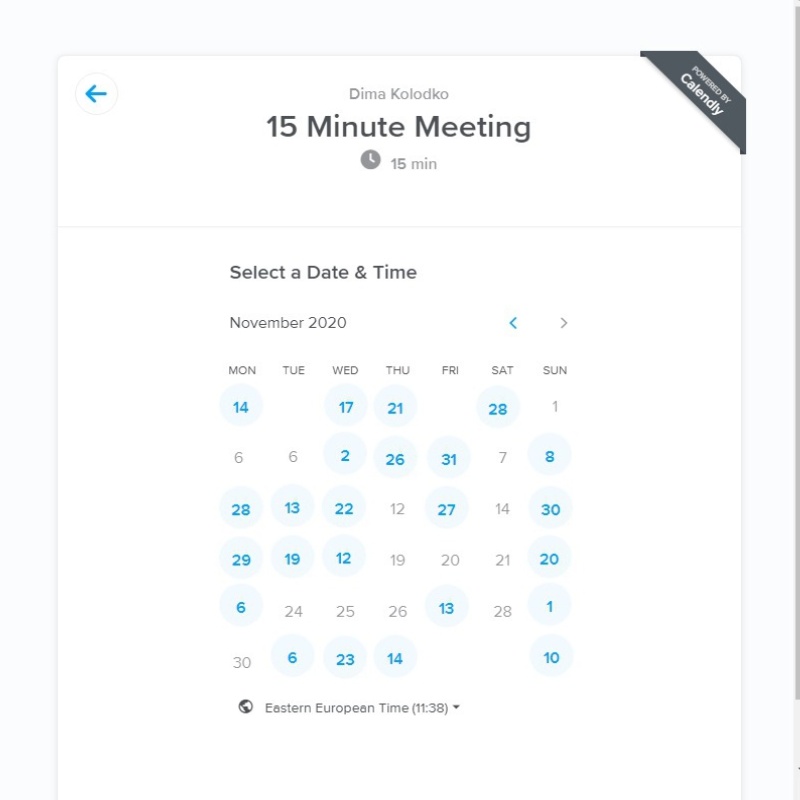 POWERED BY
Calendly
Dima Kolodko
15 Minute Meeting
15 min
Select a Date & Time
November 2020
MON TUE WED THU FRI SAT SUN
14 17 21 28 1
6 6 2 26 31 7 8
28 13 22 12 27 14 30
29 19 12 19 20 21 20
6 24 25 26 13 28 1
30 6 23 14 10
Eastern European Time (11:38)